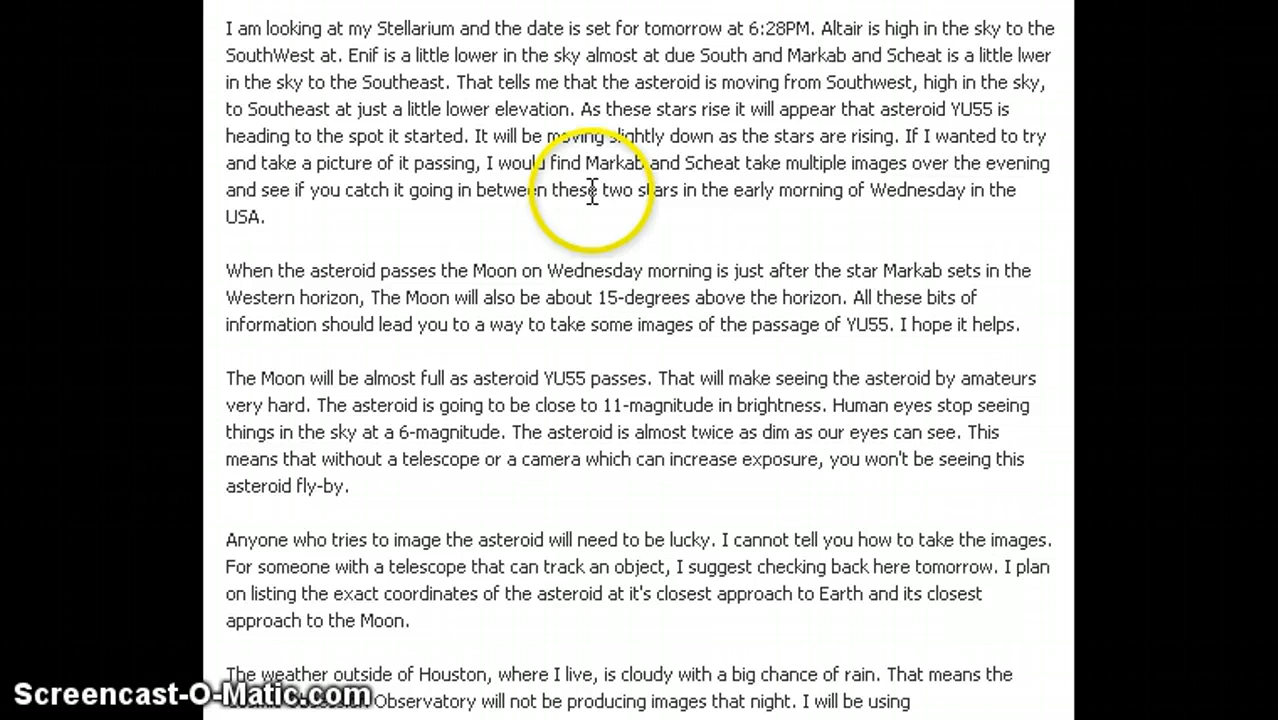 I am looking at my Stellarium and the date is set for tomorrow at 6:28PM. Altair is high in the sky to the
SouthWest at. Enif is a little lower in the sky almost at due South and Markab and Scheat is a little lwer
in the sky to the Southeast. That tells me that the asteroid is moving from Southwest, high in the sky,
to Southeast at just a little lower elevation. As these stars rise it will appear that asteroid YU55 is
heading to the spot it started. It will be moving slightly down as the stars are rising. If I wanted to try
and take a picture of it passing, I would find Markab and Scheat take multiple images over the evening
and see if you catch it going in between these two stars in the early morning of Wednesday in the
USA.
When the asteroid passes the Moon on Wednesday morning is just after the star Markab sets in the
Western horizon, The Moon will also be about 15-degrees above the horizon. All these bits of
information should lead you to a way to take some images of the passage of YU55. I hope it helps.
The Moon will be almost full as asteroid YU55 passes. That will make seeing the asteroid by amateurs
very hard. The asteroid is going to be close to 11-magnitude in brightness. Human eyes stop seeing
things in the sky at a 6-magnitude. The asteroid is almost twice as dim as our eyes can see. This
means that without a telescope or a camera which can increase exposure, you won't be seeing this
asteroid fly-by.
Anyone who tries to image the asteroid will need to be lucky. I cannot tell you how to take the images.
For someone with a telescope that can track an object, I suggest checking back here tomorrow. I plan
on listing the exact coordinates of the asteroid at it's closest approach to Earth and its closest
approach to the Moon.
The weather outside of Houston, where I live, is cloudy with a big chance of rain. That means the
Observatory will not be producing images that night. I will be using
Screencast-O-Matic.com